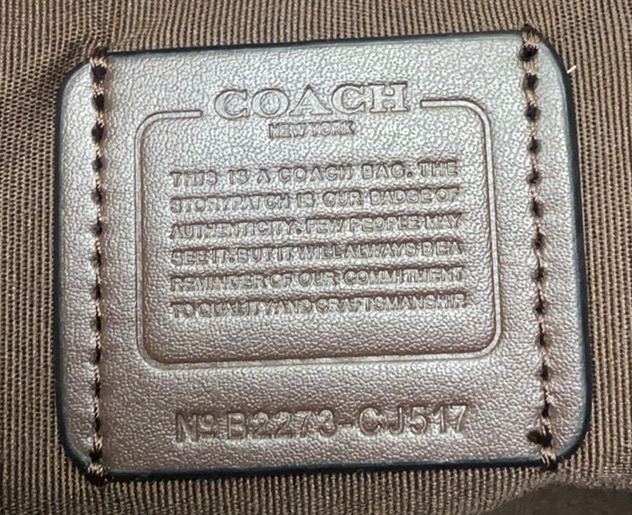 COACH
NEW YORK
THIS IS A COACH BAG. THE
STORYPATCH IS OUR BADGE OF
AUTHENTICITY. FEW PEOPLE MAY
SEE IT. BUT IT WILL ALWAYS BE A
REMINDER OF OUR COMMITMENT
TO QUALITY AND CRAFTSMANSHIP.
Nº B2273-CJ517